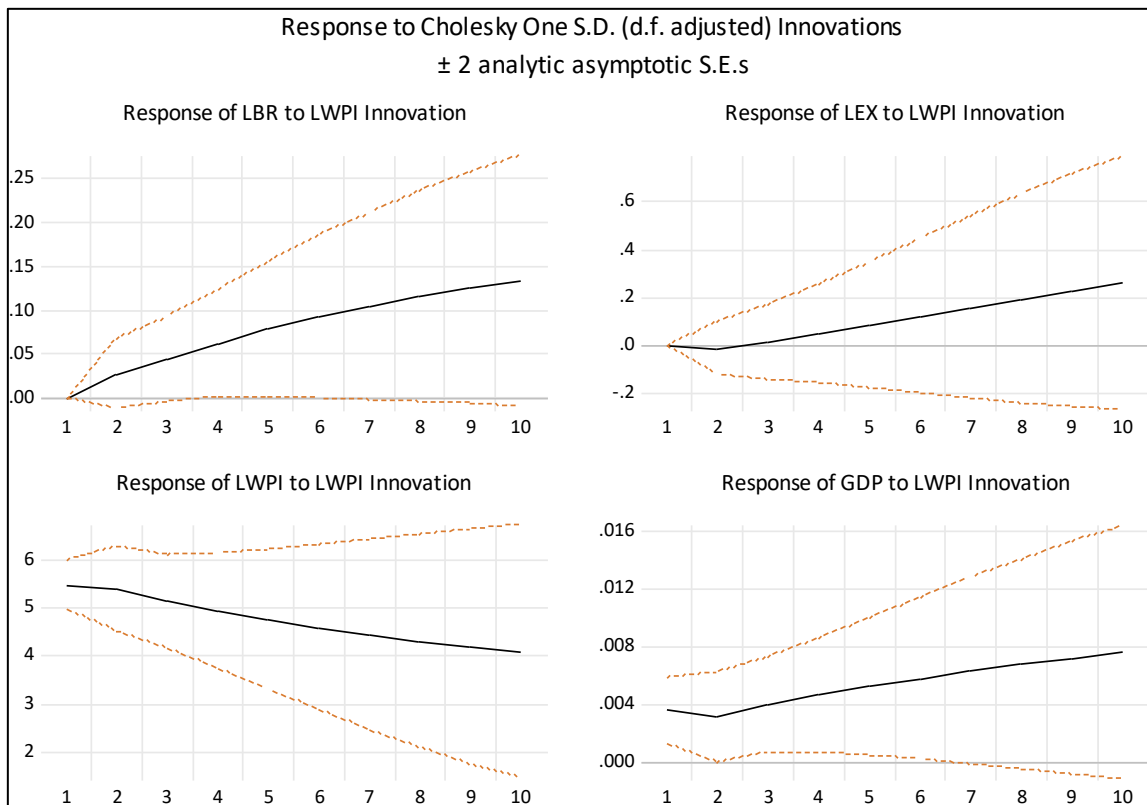 Response to Cholesky One S.D. (d.f. adjusted) Innovations
± 2 analytic asymptotic S.E.s
Response of LBR to LWPI Innovation
.25
.20
.15
.10
.05
.00
1 2 3 4 5 6 7 8 9 10
Response of LEX to LWPI Innovation
.6
.4
.2
.0
-.2
1 2 3 4 5 6 7 8 9 10
Response of LWPI to LWPI Innovation
6
5
4
3
2
1 2 3 4 5 6 7 8 9 10
Response of GDP to LWPI Innovation
.016
.012
.008
.004
.000
1 2 3 4 5 6 7 8 9 10